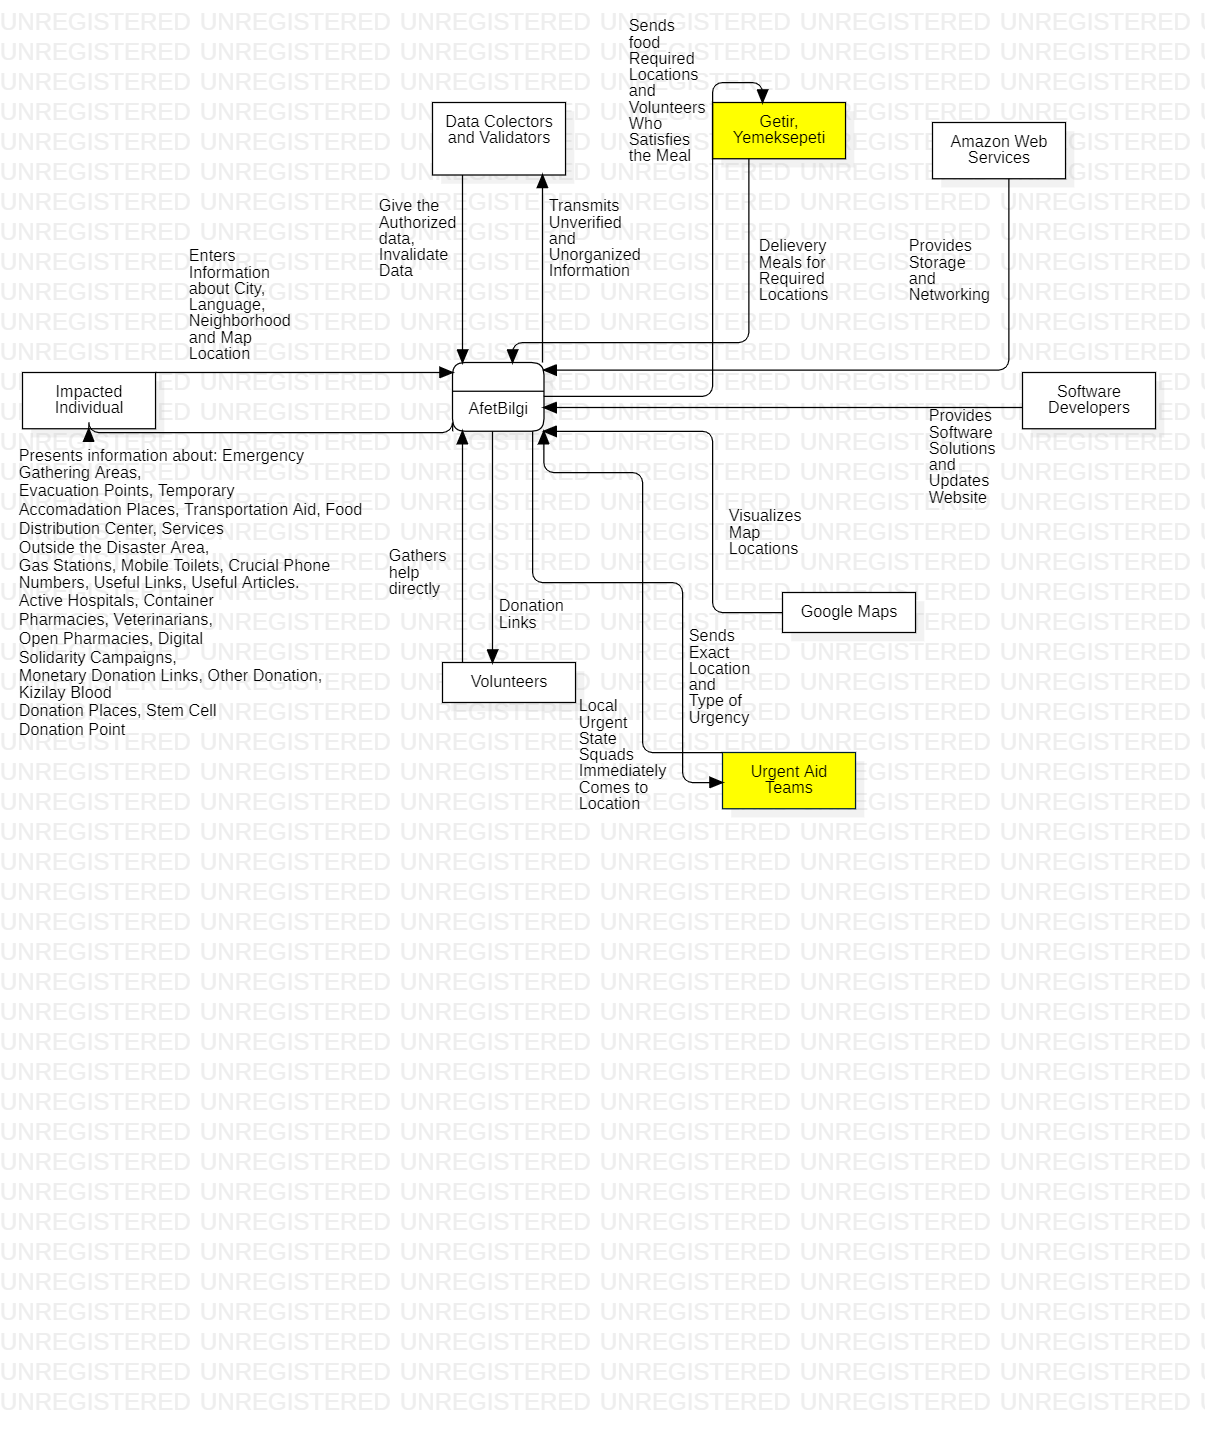 Sends
food
Required
Locations
and
Volunteers
Who
Satisfies
the Meal
Data Colectors
and Validators
Getir,
Yemeksepeti
Amazon Web
Services
Give the
Authorized
data,
Invalidate
Data
Transmits
Unverified
and
Unorganized
Information
Delievery
Meals for
Required
Locations
Provides
Storage
and
Networking
Enters
Information
about City,
Language,
Neighborhood
and Map
Location
Impacted
Individual
AfetBilgi
Software
Developers
Provides
Software
Solutions
and
Updates
Website
Presents information about: Emergency
Gathering Areas,
Evacuation Points, Temporary
Accomadation Places, Transportation Aid, Food
Distribution Center, Services
Outside the Disaster Area,
Gas Stations, Mobile Toilets, Crucial Phone
Numbers, Useful Links, Useful Articles.
Active Hospitals, Container
Pharmacies, Veterinarians,
Open Pharmacies, Digital
Solidarity Campaigns,
Monetary Donation Links, Other Donation,
Kizilay Blood
Donation Places, Stem Cell
Donation Point
Gathers
help
directly
Donation
Links
Visualizes
Map
Locations
Google Maps
Sends
Exact
Location
and
Type of
Urgency
Volunteers
Local
Urgent
State
Squads
Immediately
Comes to
Location
Urgent Aid
Teams
UNREGISTERED UNREGISTERED UNREGISTERED UNREGISTERED UNREGISTERED UNREGISTERED